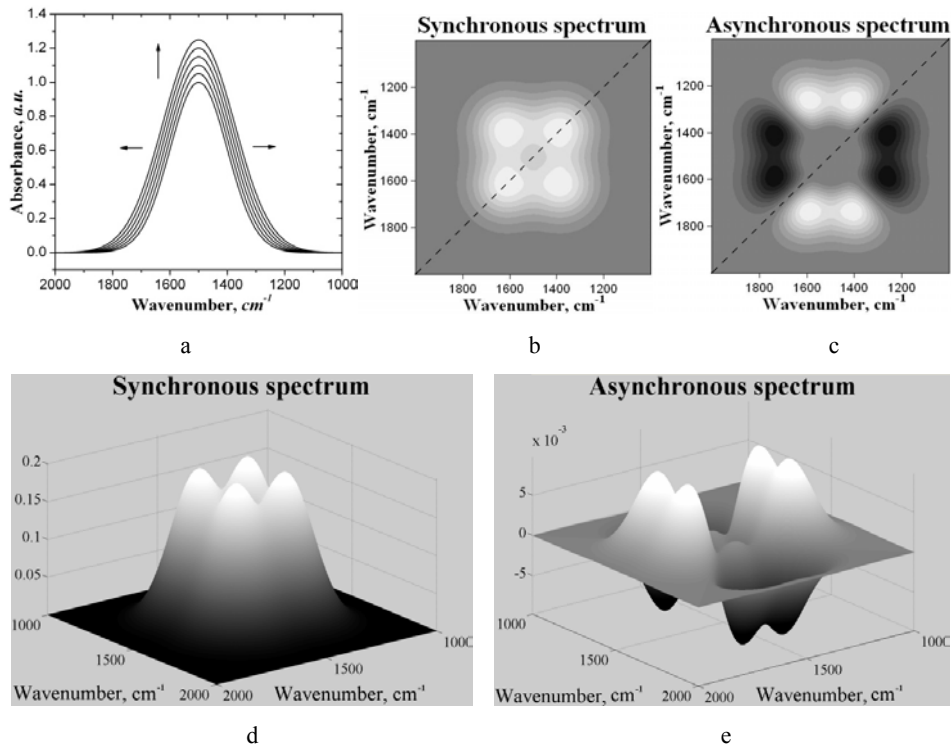 Absorbance, a.u.
1.4
1.2
1.0
0.8
0.6
0.4
0.2
0.0
2000 1800 1600 1400 1200 1000
Wavenumber, cm⁻¹
a
Synchronous spectrum
Wavenumber, cm⁻¹
1200
1400
1600
1800
1800 1600 1400 1200
Wavenumber, cm⁻¹
b
Asynchronous spectrum
Wavenumber, cm⁻¹
1200
1400
1600
1800
1800 1600 1400 1200
Wavenumber, cm⁻¹
c
Synchronous spectrum
0.2
0.15
0.1
0.05
1000
1500
2000
2000
1500
1000
Wavenumber, cm⁻¹
Wavenumber, cm⁻¹
d
Asynchronous spectrum
x 10⁻³
5
0
-5
1000
1500
2000
2000
1500
1000
Wavenumber, cm⁻¹
Wavenumber, cm⁻¹
e